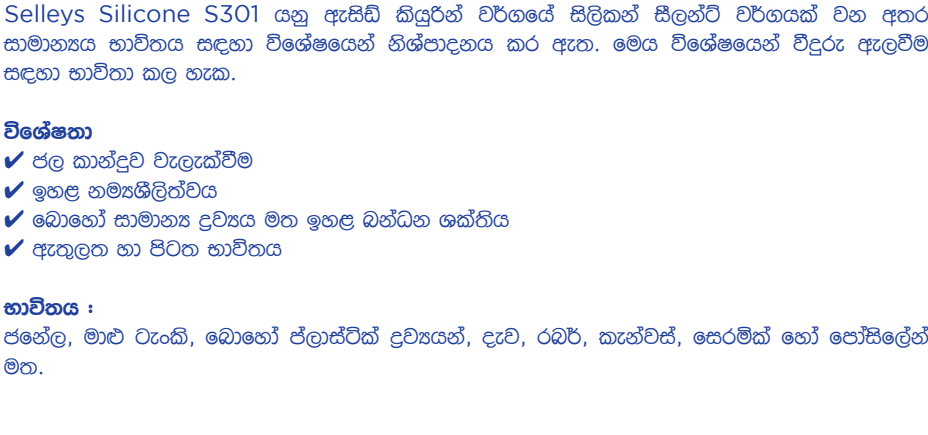 Selleys Silicone S301 යනු ඇසිඩ් කියුරින් වර්ගයේ සිලිකන් සීලන්ට් වර්ගයක් වන අතර
සාමාන්‍යය භාවිතය සඳහා විශේෂයෙන් නිශ්පාදනය කර ඇත. මෙය විශේෂයෙන් වීදුරු ඇලවීම
සඳහා භාවිතා කල හැක.
විශේෂතා
✔ ජල කාන්දුව වැලැක්වීම
✔ ඉහළ නම්‍යශීලිත්වය
✔ බොහෝ සාමාන්‍ය ද්‍රව්‍යය මත ඉහළ බන්ධන ශක්තිය
✔ ඇතුලත හා පිටත භාවිතය
භාවිතය :
ජනේල, මාළු ටැංකි, බොහෝ ප්ලාස්ටික් ද්‍රව්‍යයන්, දැව, රබර්, කැන්වස්, සෙරමික් හෝ පෝසිලේන්
මත.